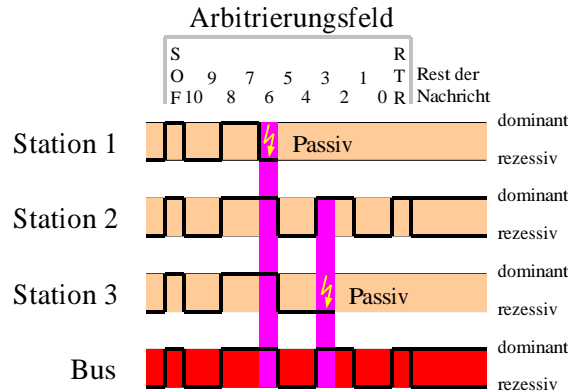 Arbitrierungsfeld
S O F
10 9 8 7 6 5 4 3 2 1 0
R T R
Rest der
Nachricht
Station 1
Passiv
dominant
rezessiv
Station 2
dominant
rezessiv
Station 3
Passiv
dominant
rezessiv
Bus
dominant
rezessiv